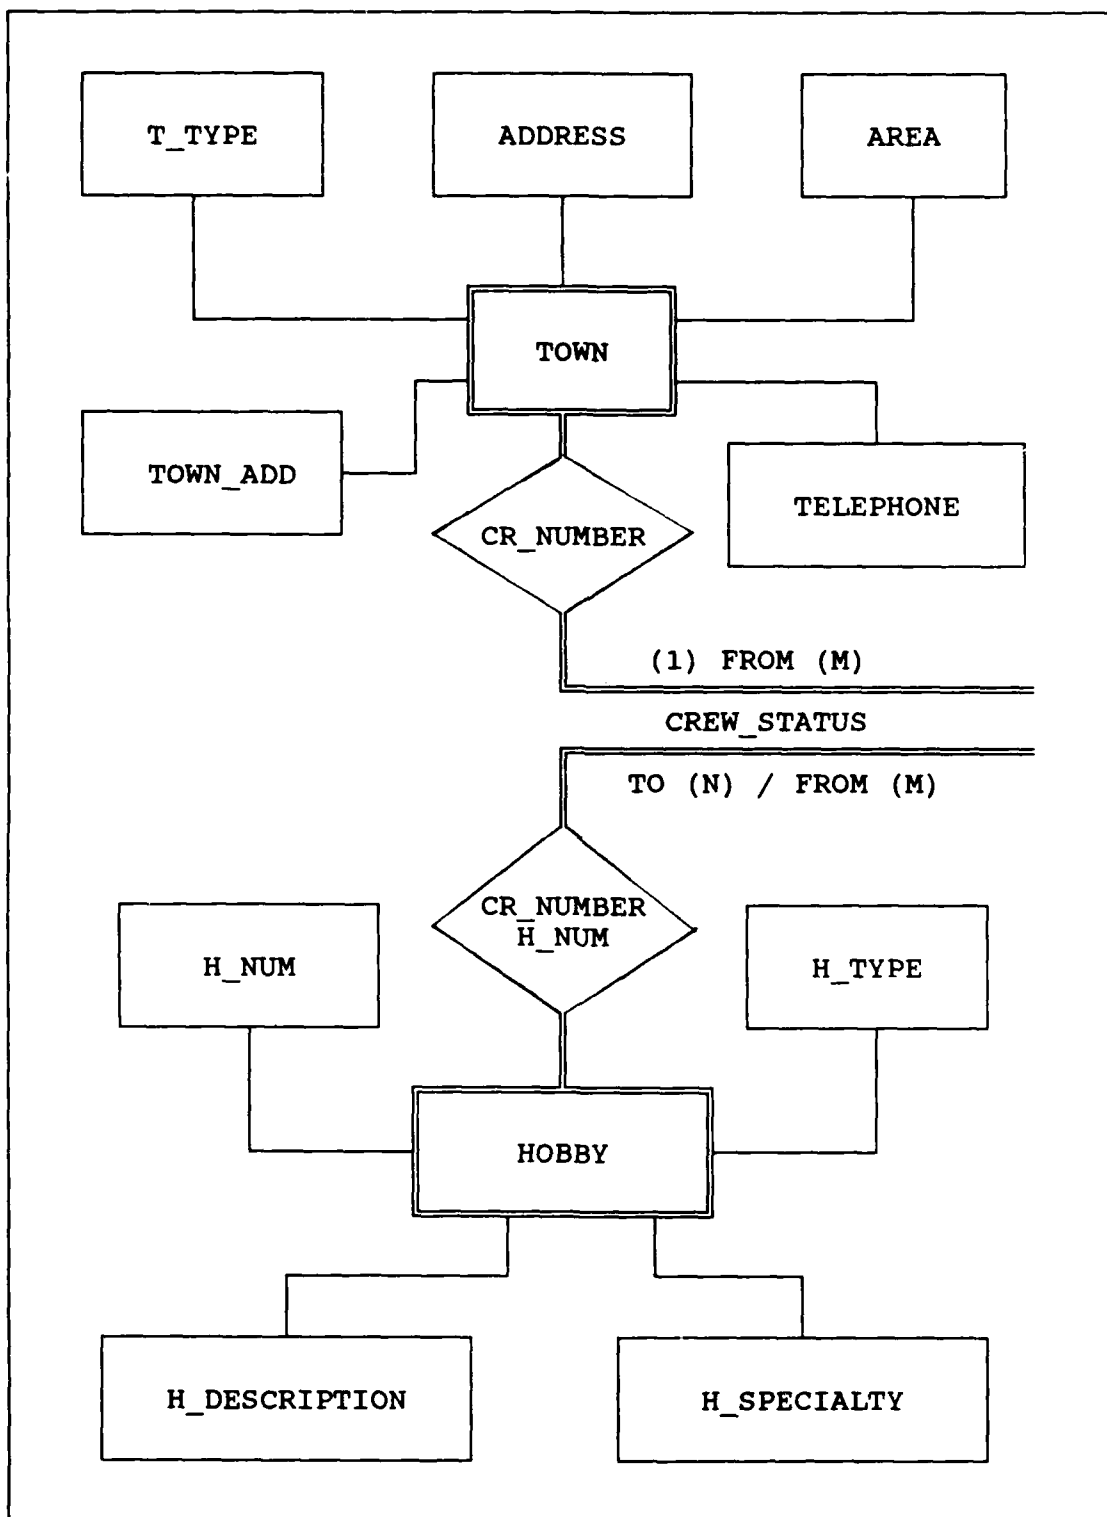 T_TYPE
ADDRESS
AREA
TOWN
TOWN_ADD
TELEPHONE
CR_NUMBER
(1) FROM (M)
CREW_STATUS
TO (N) / FROM (M)
CR_NUMBER
H_NUM
H_NUM
H_TYPE
HOBBY
H_DESCRIPTION
H_SPECIALTY